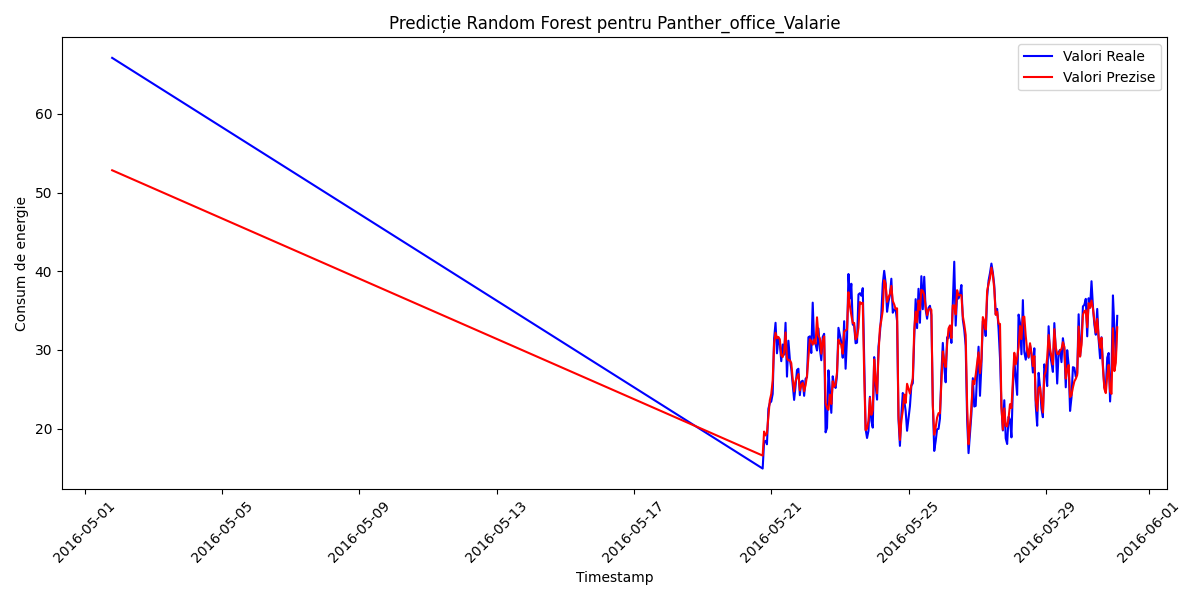 Predicție Random Forest pentru Panther_office_Valarie
Valori Reale
Valori Prezise
Consum de energie
60
50
40
30
20
2016-05-01
2016-05-05
2016-05-09
2016-05-13
2016-05-17
2016-05-21
2016-05-25
2016-05-29
2016-06-01
Timestamp